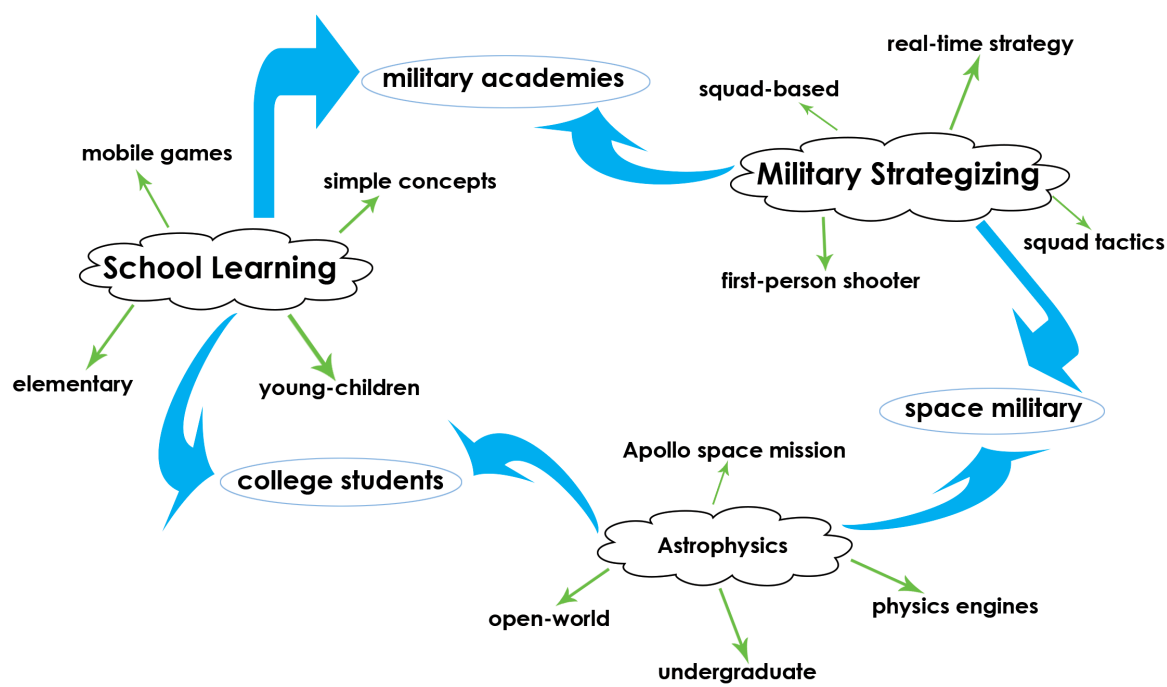 real-time strategy
military academies
squad-based
mobile games
simple concepts
Military Strategizing
squad tactics
School Learning
first-person shooter
elementary
young-children
space military
Apollo space mission
college students
Astrophysics
physics engines
open-world
undergraduate